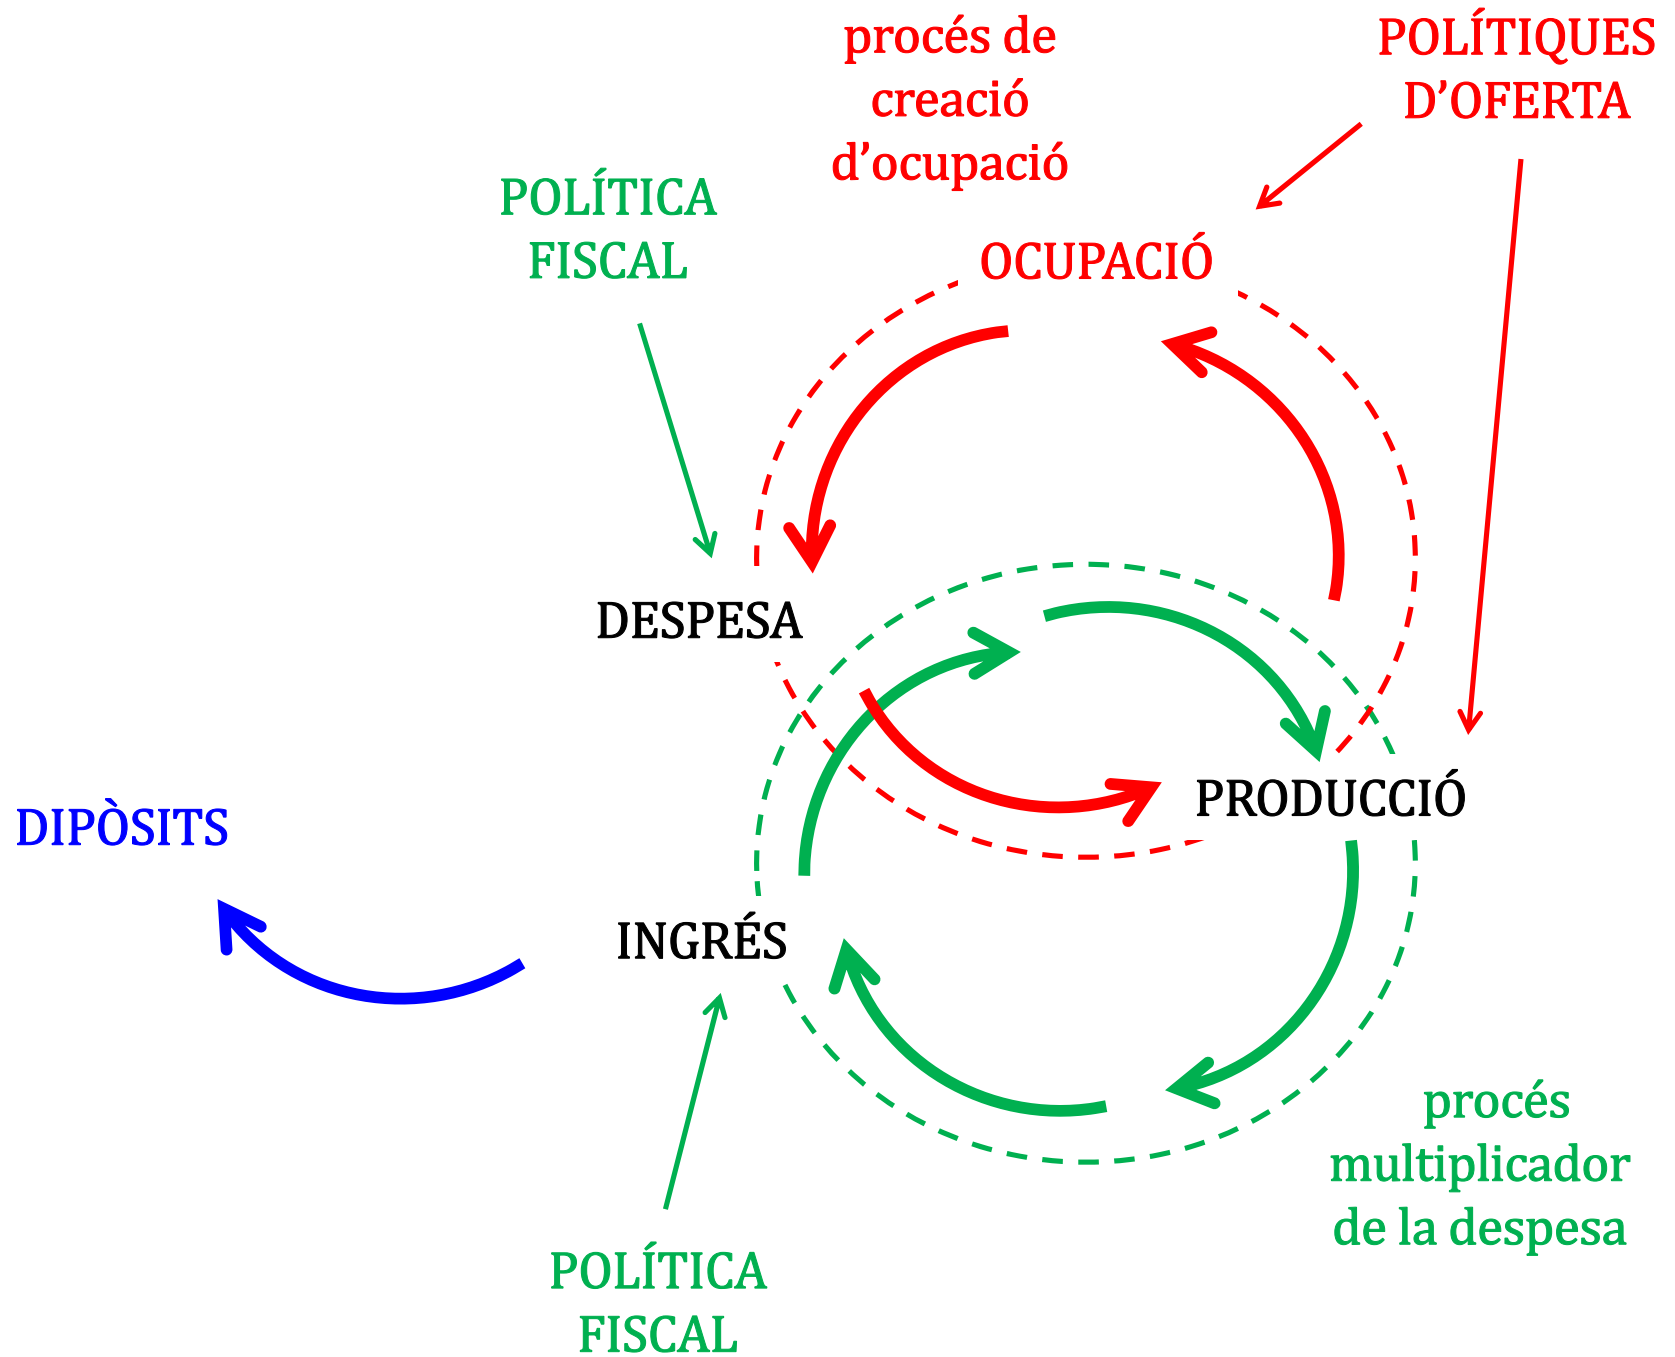 procés de
creació
d’ocupació
POLÍTIQUES
D’OFERTA
POLÍTICA
FISCAL
OCUPACIÓ
DESPESA
PRODUCCIÓ
DIPÒSITS
INGRÉS
procés
multiplicador
de la despesa
POLÍTICA
FISCAL